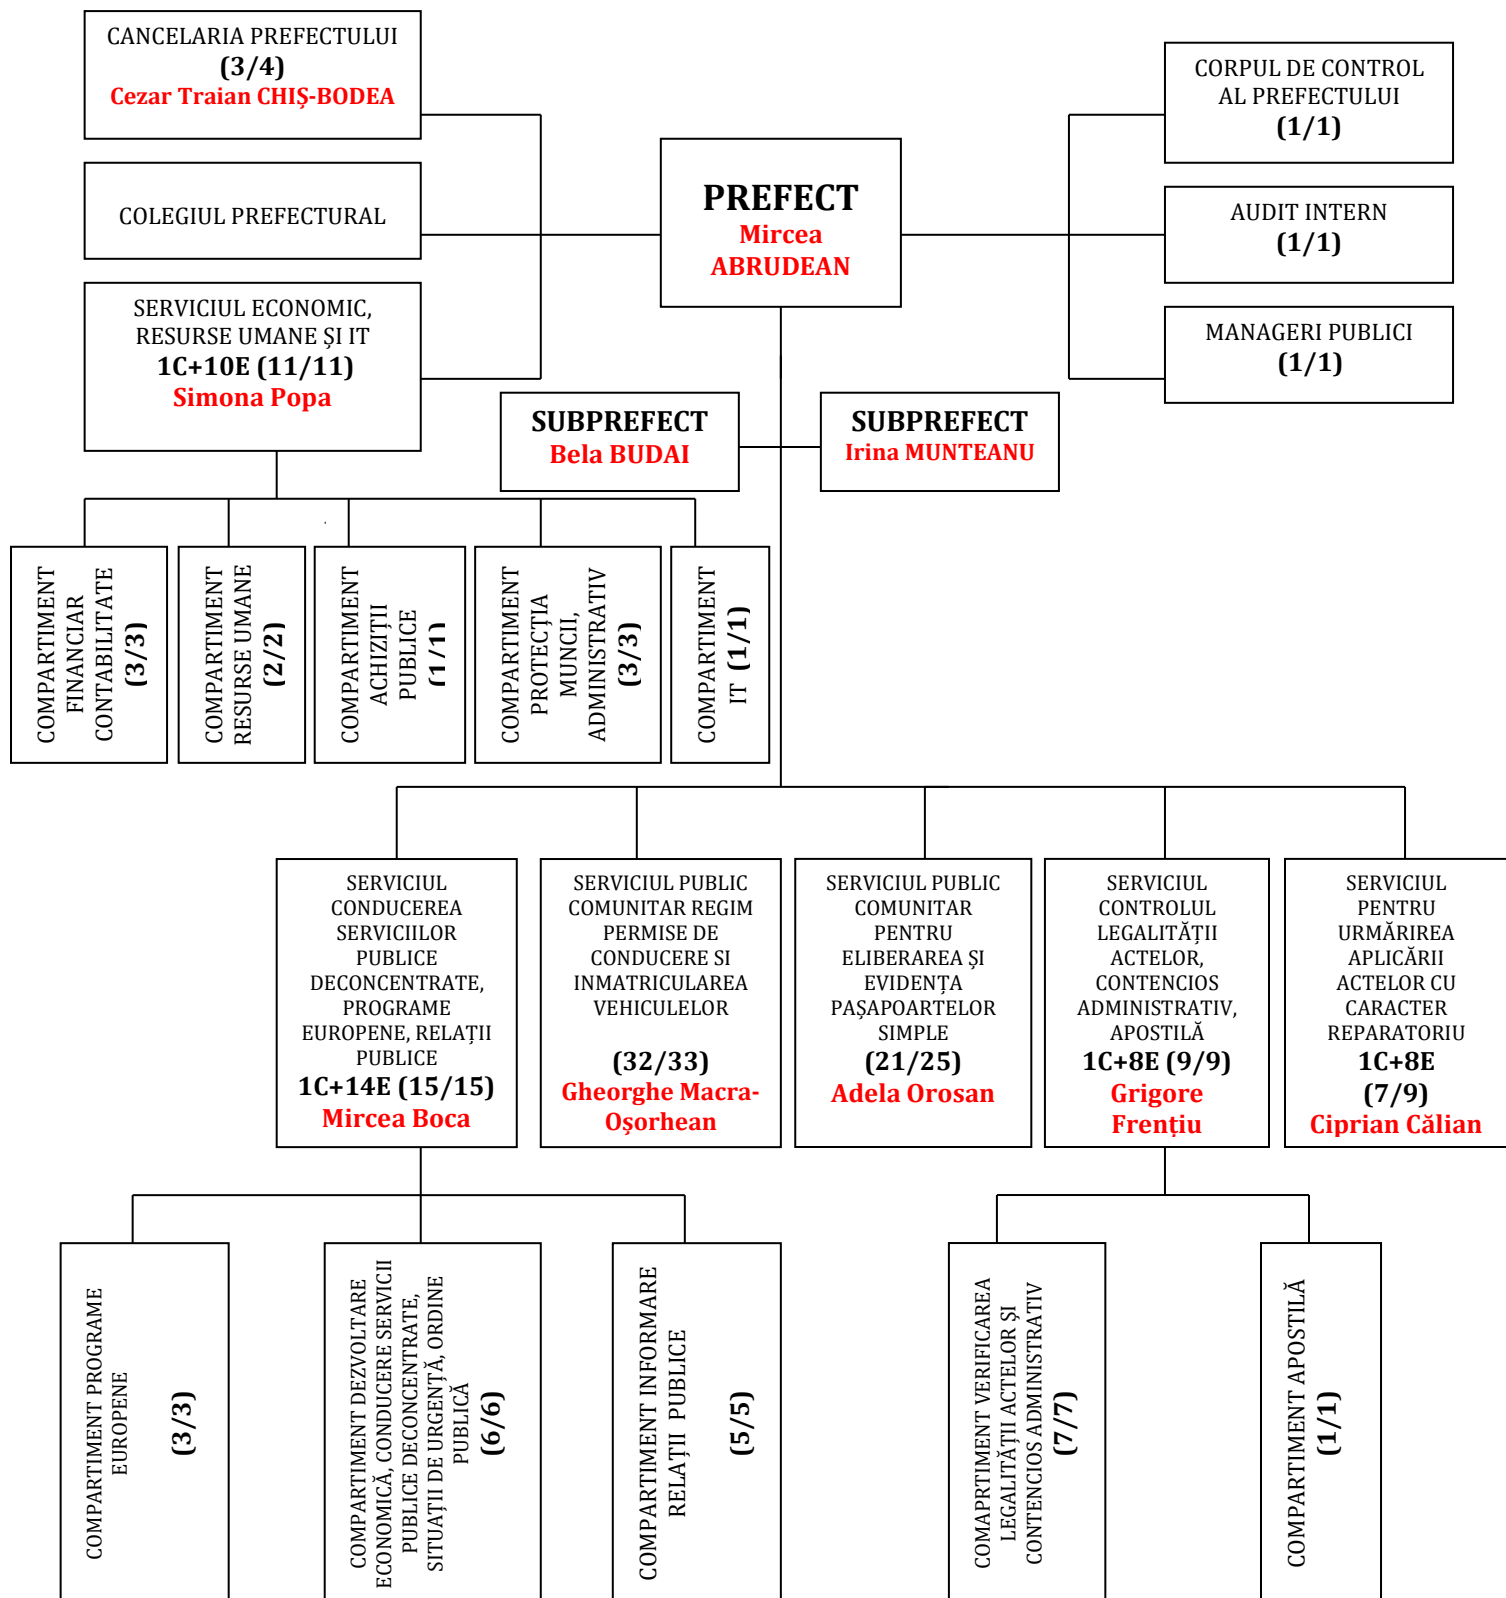 CANCELARIA PREFECTULUI
(3/4)
Cezar Traian CHIȘ-BODEA
COLEGIUL PREFECTURAL
SERVICIUL ECONOMIC,
RESURSE UMANE ȘI IT
1C+10E (11/11)
Simona Popa
PREFECT
Mircea
ABRUDEAN
CORPUL DE CONTROL
AL PREFECTULUI
(1/1)
AUDIT INTERN
(1/1)
MANAGERI PUBLICI
(1/1)
SUBPREFECT
Bela BUDAI
SUBPREFECT
Irina MUNTEANU
COMPARTIMENT
FINANCIAR
CONTABILITATE
(3/3)
COMPARTIMENT
RESURSE UMANE
(2/2)
COMPARTIMENT
ACHIZIȚII
PUBLICE
(1/1)
COMPARTIMENT
PROTECȚIA
MUNCII,
ADMINISTRATIV
(3/3)
COMPARTIMENT
IT (1/1)
SERVICIUL
CONDUCEREA
SERVICIILOR
PUBLICE
DECONCENTRATE,
PROGRAME
EUROPENE, RELAȚII
PUBLICE
1C+14E (15/15)
Mircea Boca
SERVICIUL PUBLIC
COMUNITAR REGIM
PERMISE DE
CONDUCERE SI
INMATRICULAREA
VEHICULELOR
(32/33)
Gheorghe Macra-
Oșorhean
SERVICIUL PUBLIC
COMUNITAR
PENTRU
ELIBERAREA ȘI
EVIDENȚA
PAȘAPOARTELOR
SIMPLE
(21/25)
Adela Orosan
SERVICIUL
CONTROLUL
LEGALITĂȚII
ACTELOR,
CONTENCIOS
ADMINISTRATIV,
APOSTILĂ
1C+8E (9/9)
Grigore
Frențiu
SERVICIUL
PENTRU
URMĂRIREA
APLICĂRII
ACTELOR CU
CARACTER
REPARATORIU
1C+8E
(7/9)
Ciprian Călian
COMPARTIMENT PROGRAME
EUROPENE
(3/3)
COMPARTIMENT DEZVOLTARE
ECONOMICĂ, CONDUCERE SERVICII
PUBLICE DECONCENTRATE,
SITUAȚII DE URGENȚĂ, ORDINE
PUBLICĂ
(6/6)
COMPARTIMENT INFORMARE
RELAȚII PUBLICE
(5/5)
COMAPRTIMENT VERIFICAREA
LEGALITĂȚII ACTELOR ȘI
CONTENCIOS ADMINISTRATIV
(7/7)
COMPARTIMENT APOSTILĂ
(1/1)